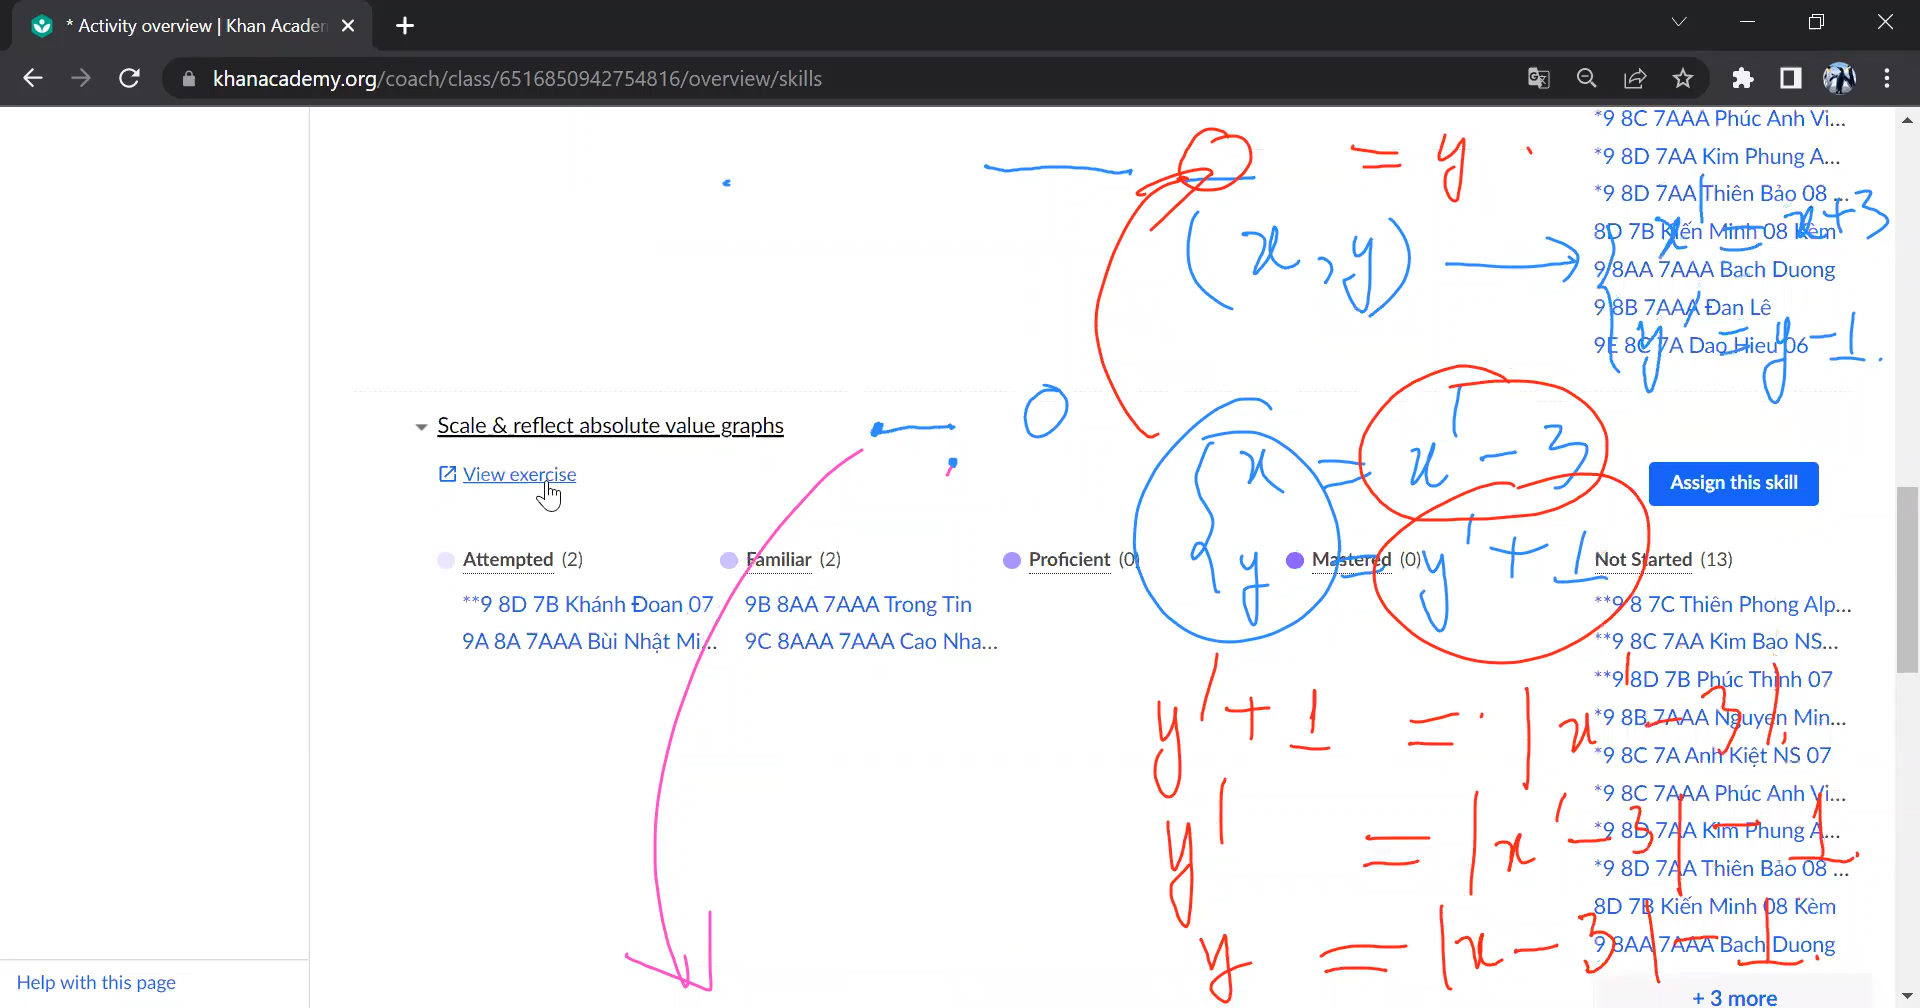 * Activity overview | Khan Academ
khanacademy.org/coach/class/6516850942754816/overview/skills
*9 8C 7AAA Phúc Anh Vi...
*9 8D 7AA Kim Phung A...
*9 8D 7AA Thiên Bảo 08 ...
8D 7B Kiến Minh 08 Kèm
9 8AA 7AAA Bach Duong
9 8B 7AAA Đan Lê
9E 8C 7A Dao Hieu 06
= y
(x, y) → { x' = x+3
y' = y-1.
Scale & reflect absolute value graphs
View exercise
Assign this skill
0
{ x = x' - 3
y = y' + 1
Attempted (2)
Familiar (2)
Proficient (0)
Mastered (0)
Not Started (13)
**9 8D 7B Khánh Đoan 07
9A 8A 7AAA Bùi Nhật Mi...
9B 8AA 7AAA Trong Tin
9C 8AAA 7AAA Cao Nha...
**9 8 7C Thiên Phong Alp...
**9 8C 7AA Kim Bao NS...
**9 8D 7B Phúc Thịnh 07
*9 8B 7AAA Nguyen Min...
*9 8C 7A Anh Kiệt NS 07
*9 8C 7AAA Phúc Anh Vi...
*9 8D 7AA Kim Phung A...
*9 8D 7AA Thiên Bảo 08 ...
8D 7B Kiến Minh 08 Kèm
9 8AA 7AAA Bach Duong
+ 3 more
y' + 1 = |x' - 3|.
y' = |x' - 3| - 1.
y = |x - 3| - 1.
Help with this page